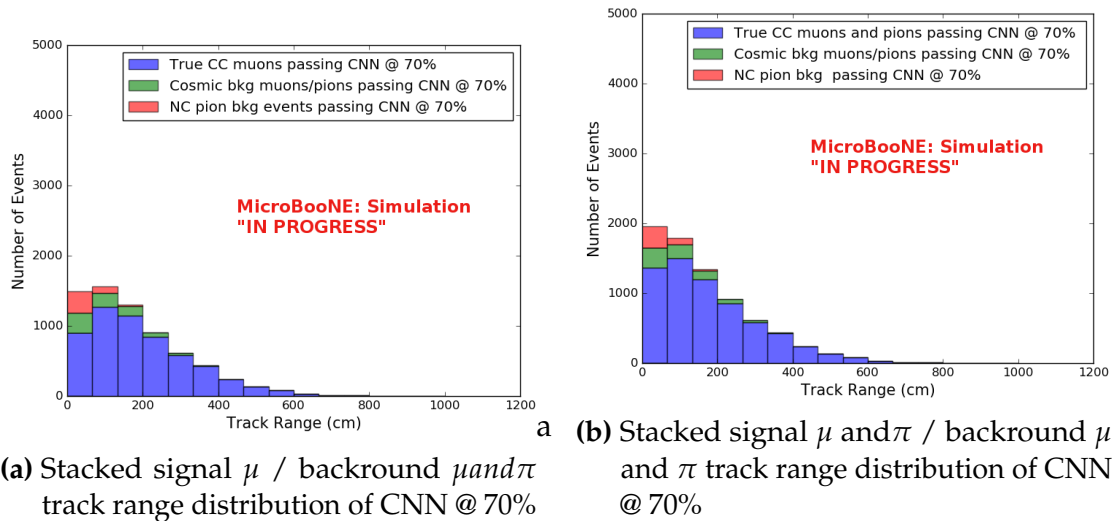 5000
4000
3000
2000
1000
0
Number of Events
True CC muons passing CNN @ 70%
Cosmic bkg muons/pions passing CNN @ 70%
NC pion bkg events passing CNN @ 70%
MicroBooNE: Simulation
"IN PROGRESS"
0 200 400 600 800 1000 1200
Track Range (cm)
a
(a) Stacked signal μ / backround μandπ
track range distribution of CNN @ 70%
5000
4000
3000
2000
1000
0
Number of Events
True CC muons and pions passing CNN @ 70%
Cosmic bkg muons/pions passing CNN @ 70%
NC pion bkg passing CNN @ 70%
MicroBooNE: Simulation
"IN PROGRESS"
0 200 400 600 800 1000 1200
Track Range (cm)
(b) Stacked signal μ andπ / backround μ
and π track range distribution of CNN
@ 70%